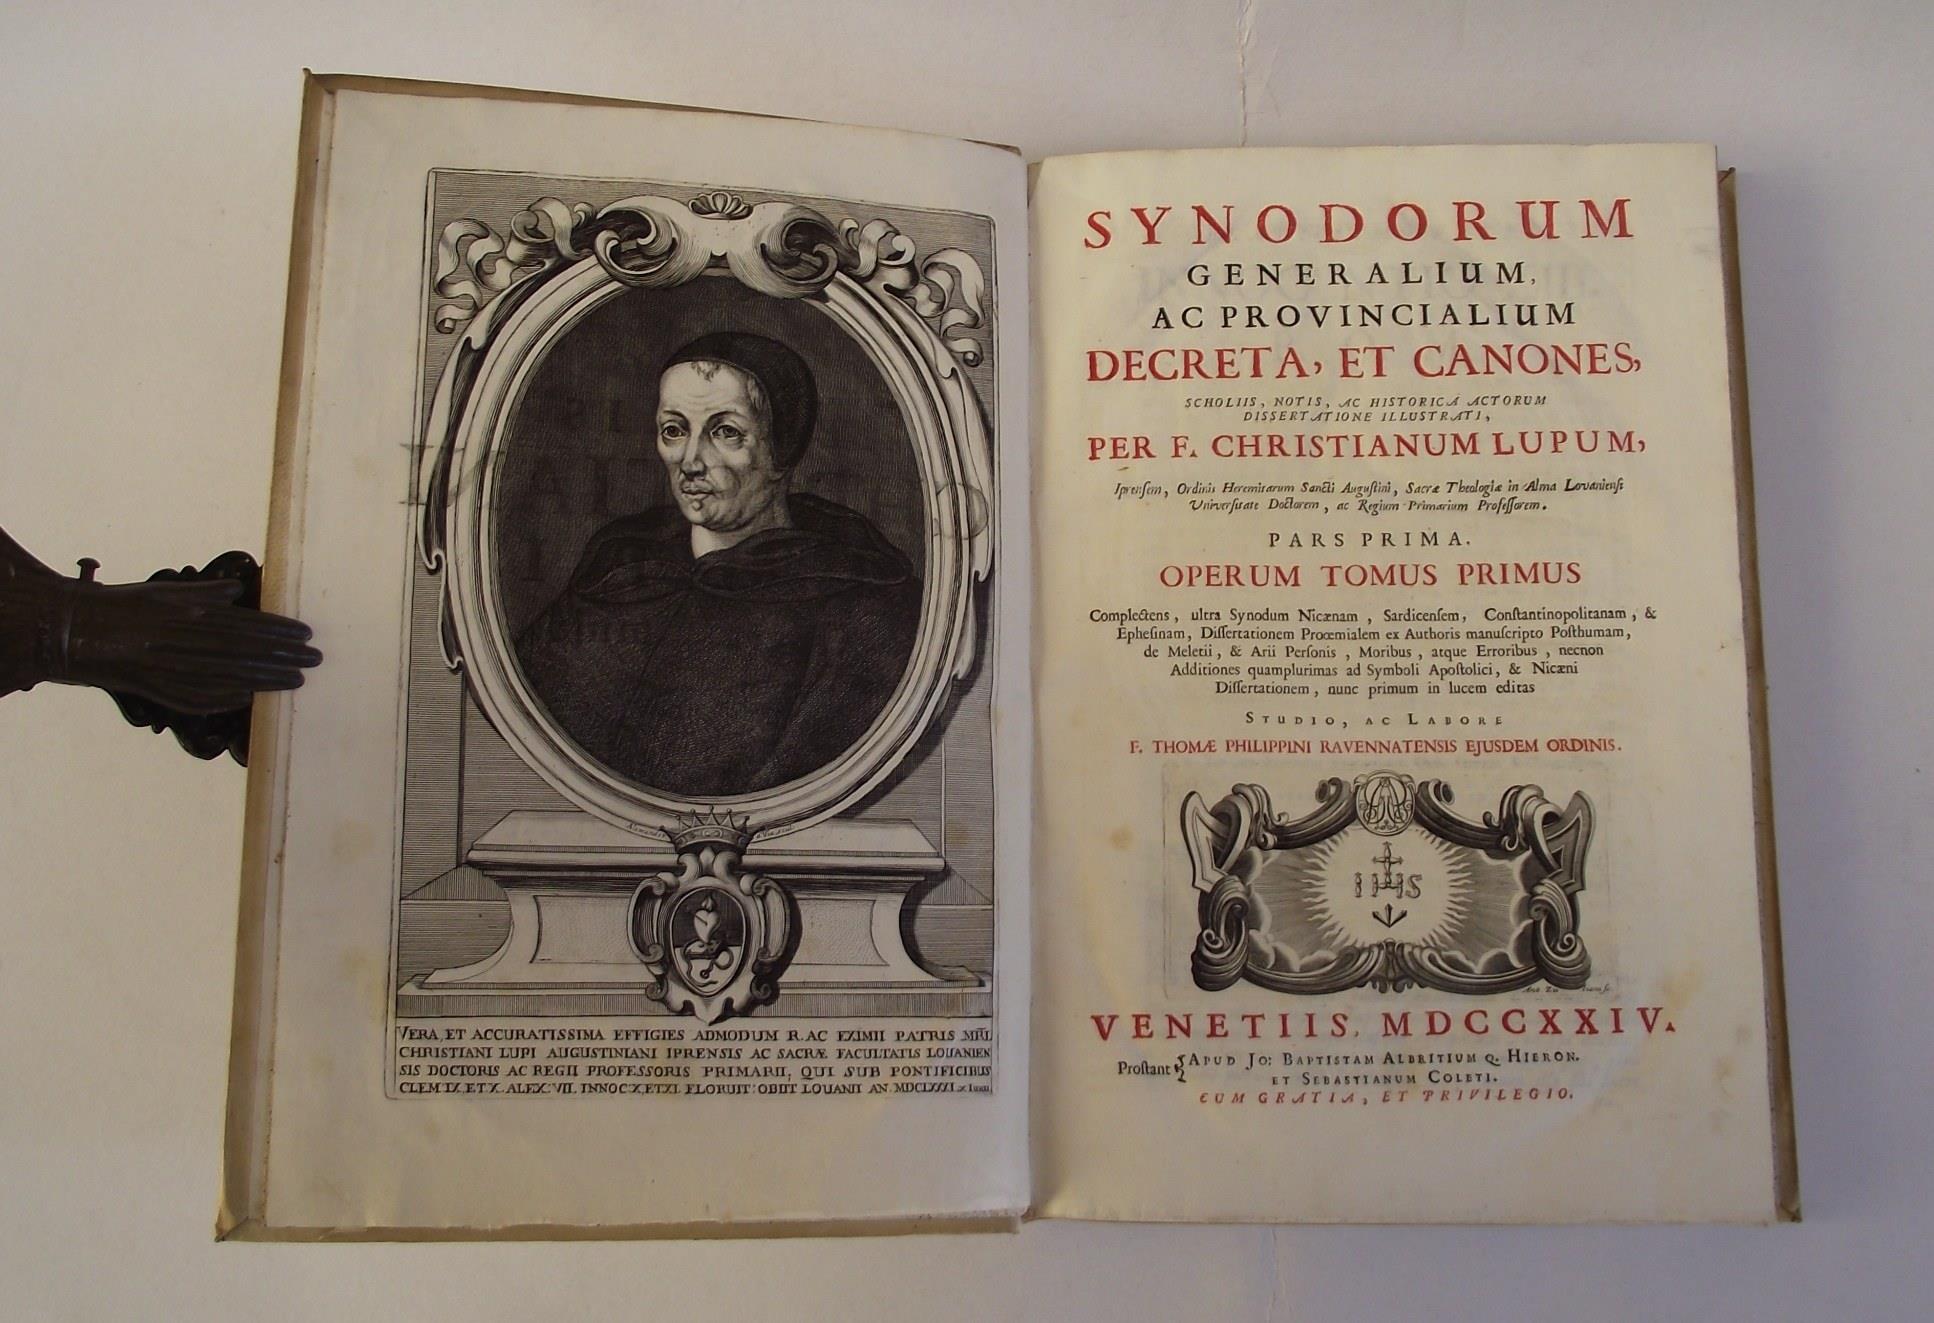 VERA, ET ACCURATISSIMA EFFIGIES ADMODUM R. AC EXIMII PATRIS MRI.
CHRISTIANI LUPI AUGUSTINIANI IPRENSIS AC SACRÆ FACULTATIS LOUANIEN
SIS DOCTORIS AC REGII PROFESSORIS PRIMARII, QUI SUB PONTIFICIBUS
CLEM IX. ET X. ALEX. VII. INNOC X, ET XI. FLORUIT: OBIIT LOUANII AN. MDCLXXXI.
SYNODORUM
GENERALIUM,
AC PROVINCIALIUM
DECRETA, ET CANONES,
SCHOLIIS, NOTIS, AC HISTORICA ACTORUM
DISSERTATIONE ILLUSTRATI,
PER F. CHRISTIANUM LUPUM,
Iprensem, Ordinis Heremitarum Sancti Augustini, Sacræ Theologiæ in Alma Lovaniensi
Universitate Doctorem, ac Regium Primarium Professorem.
PARS PRIMA.
OPERUM TOMUS PRIMUS
Complectens, ultra Synodum Nicænam, Sardicensem, Constantinopolitanam, &
Ephesinam, Dissertationem Proœmialem ex Authoris manuscripto Posthumam,
de Meletii, & Arii Personis, Moribus, atque Erroribus, necnon
Additiones quamplurimas ad Symboli Apostolici, & Nicæni
Dissertationem, nunc primum in lucem editas
STUDIO, AC LABORE
F. THOMÆ PHILIPPINI RAVENNATENSIS EJUSDEM ORDINIS.
IHS
VENETIIS, MDCCXXIV.
Prostant { APUD JO: BAPTISTAM ALBRITIUM Q. HIERON.
ET SEBASTIANUM COLETI.
CUM GRATIA, ET PRIVILEGIO.